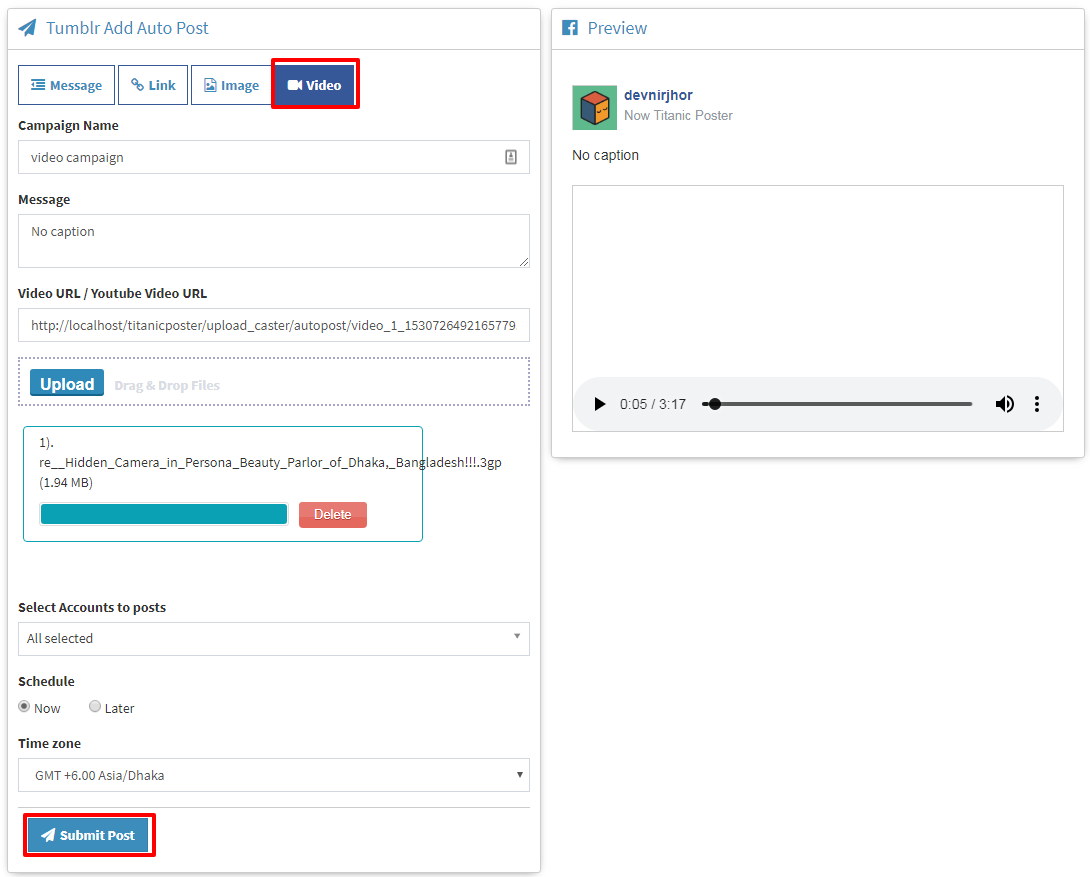 Tumblr Add Auto Post
Message Link Image Video
Campaign Name
video campaign
Message
No caption
Video URL / Youtube Video URL
http://localhost/titanicposter/upload_caster/autopost/video_1_1530726492165779
Upload Drag & Drop Files
1).
re__Hidden_Camera_in_Persona_Beauty_Parlor_of_Dhaka,_Bangladesh!!!.3gp
(1.94 MB)
Delete
Select Accounts to posts
All selected
Schedule
Now Later
Time zone
GMT +6.00 Asia/Dhaka
Submit Post
Preview
devnirjhor
Now Titanic Poster
No caption
0:05 / 3:17